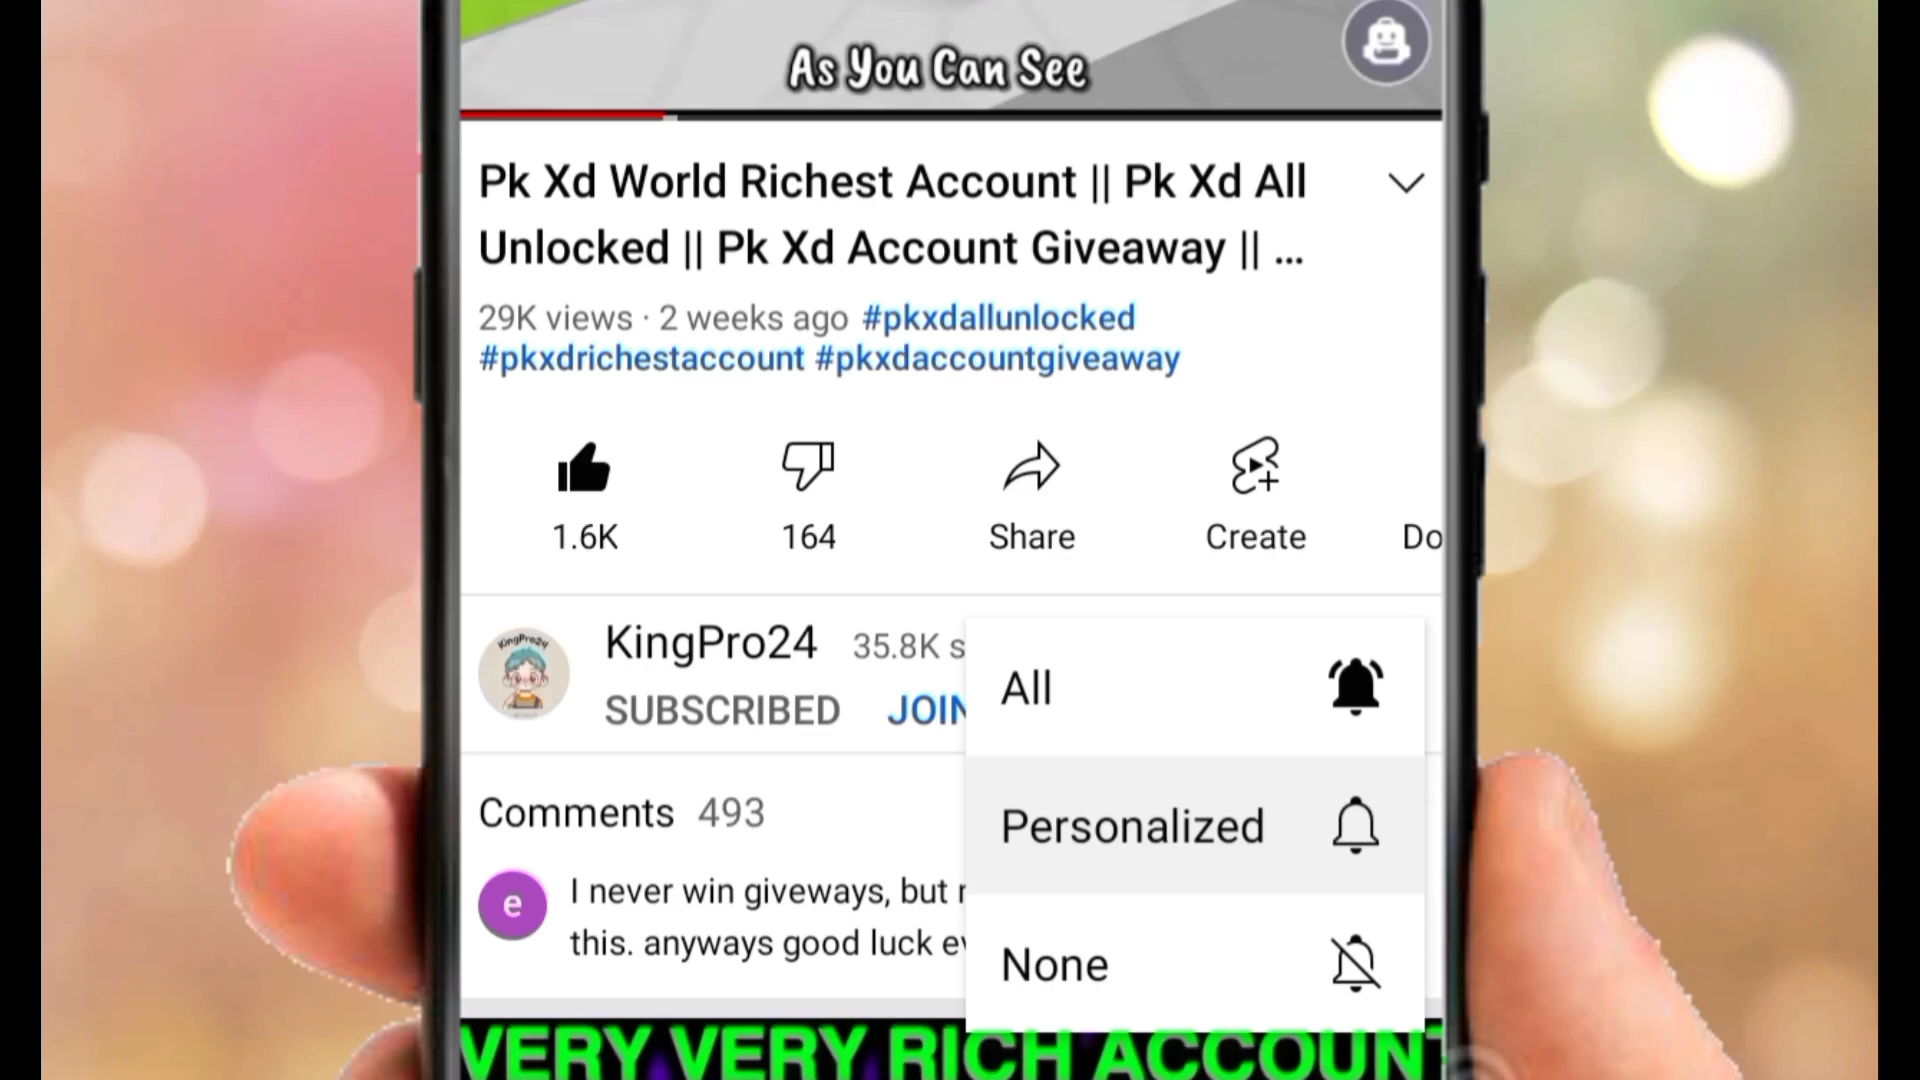 As You Can See
Pk Xd World Richest Account || Pk Xd All
Unlocked || Pk Xd Account Giveaway || ...
29K views · 2 weeks ago #pkxdallunlocked
#pkxdrichestaccount #pkxdaccountgiveaway
1.6K
164
Share
Create
Do
KingPro24
KingPro24 35.8K s
SUBSCRIBED JOIN
All
Personalized
None
Comments 493
e
I never win giveways, but
this. anyways good luck
VERY VERY RICH ACCOUNT